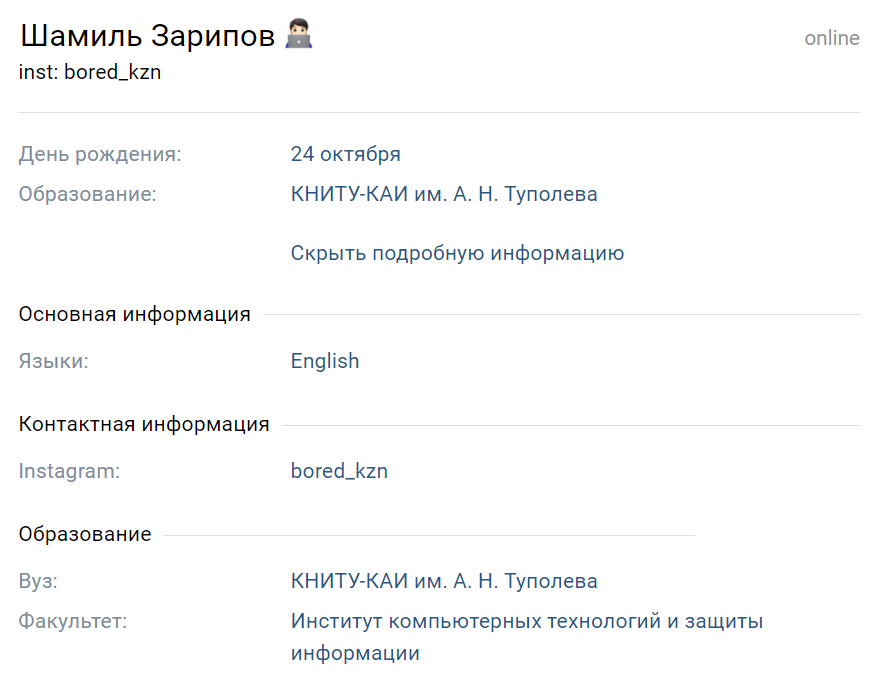 Шамиль Зарипов
online
inst: bored_kzn
День рождения: 24 октября
Образование: КНИТУ-КАИ им. А. Н. Туполева
Скрыть подробную информацию
Основная информация
Языки: English
Контактная информация
Instagram: bored_kzn
Образование
Вуз: КНИТУ-КАИ им. А. Н. Туполева
Факультет: Институт компьютерных технологий и защиты
информации